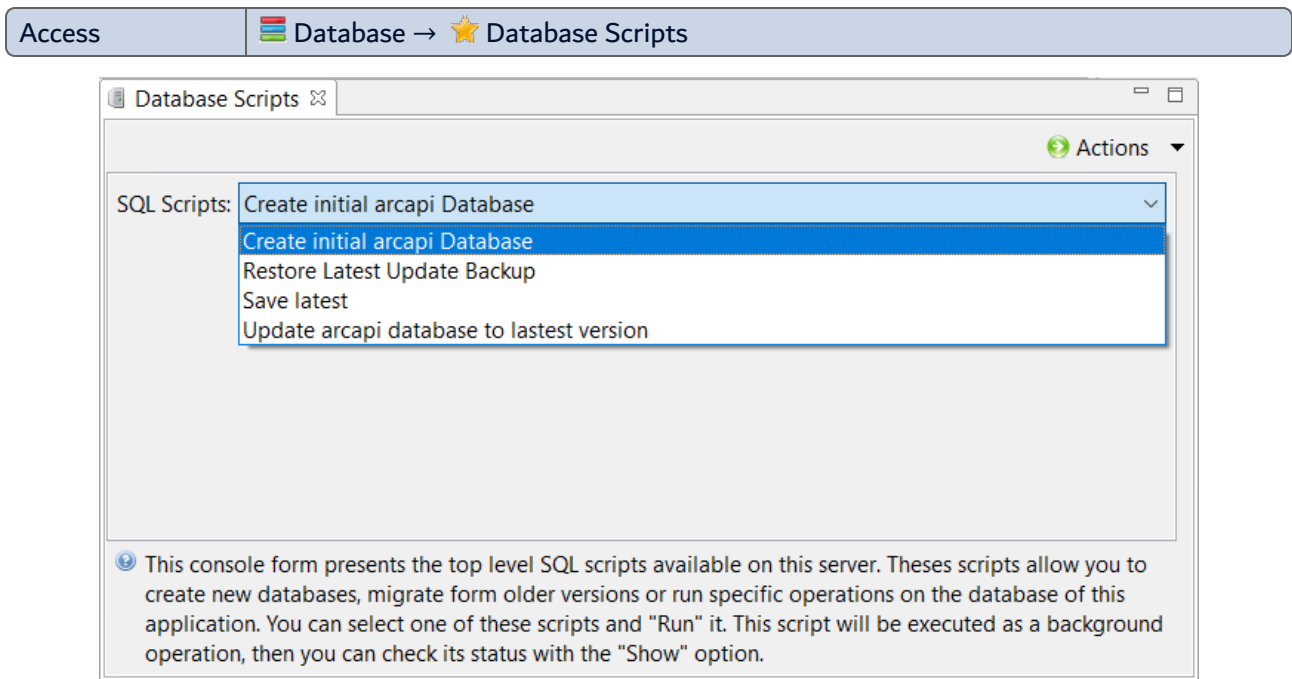 Access Database → Database Scripts
Database Scripts
Actions
SQL Scripts: Create initial arcapi Database
Create initial arcapi Database
Restore Latest Update Backup
Save latest
Update arcapi database to lastest version
This console form presents the top level SQL scripts available on this server. Theses scripts allow you to
create new databases, migrate form older versions or run specific operations on the database of this
application. You can select one of these scripts and "Run" it. This script will be executed as a background
operation, then you can check its status with the "Show" option.